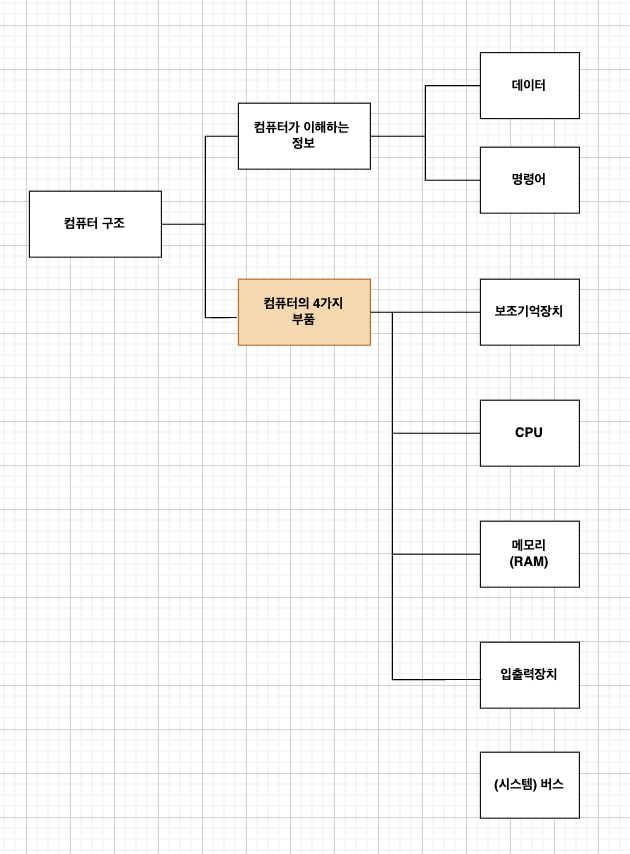 데이터
컴퓨터가 이해하는
정보
명령어
컴퓨터 구조
컴퓨터의 4가지
부품
보조기억장치
CPU
메모리
(RAM)
입출력장치
(시스템) 버스